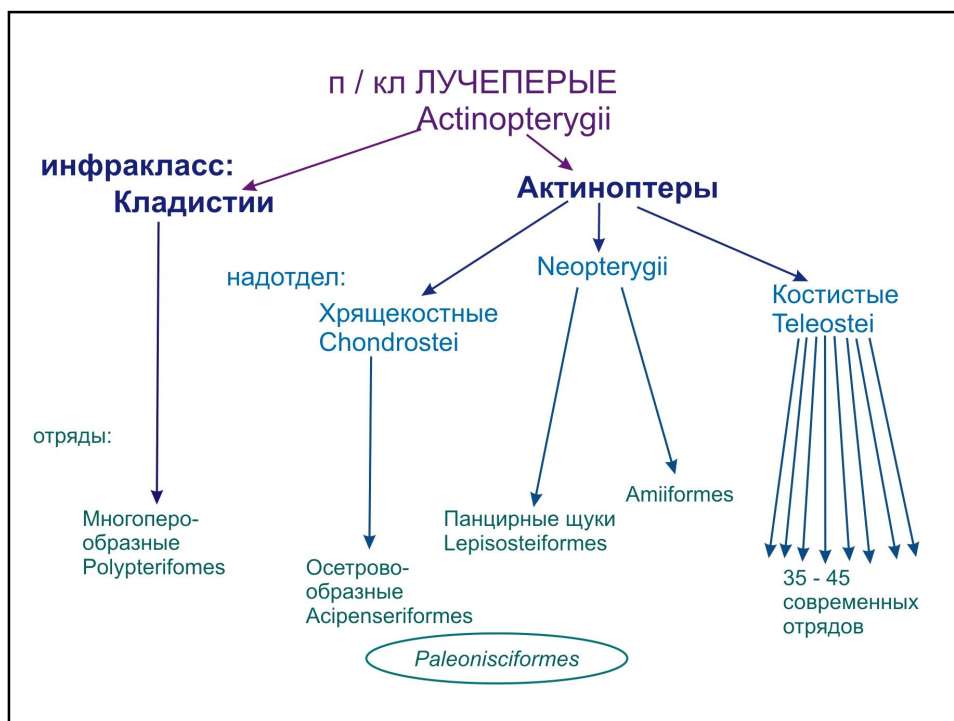 п / кл ЛУЧЕПЕРЫЕ
Actinopterygii
инфракласс:
Кладистии
Актиноптеры
надотдел:
Хрящекостные
Chondrostei
Neopterygii
Костистые
Teleostei
отряды:
Многоперо-
образные
Polypterifomes
Осетрово-
образные
Acipenseriformes
Панцирные щуки
Lepisosteiformes
Amiiformes
35 - 45
современных
отрядов
Paleonisciformes